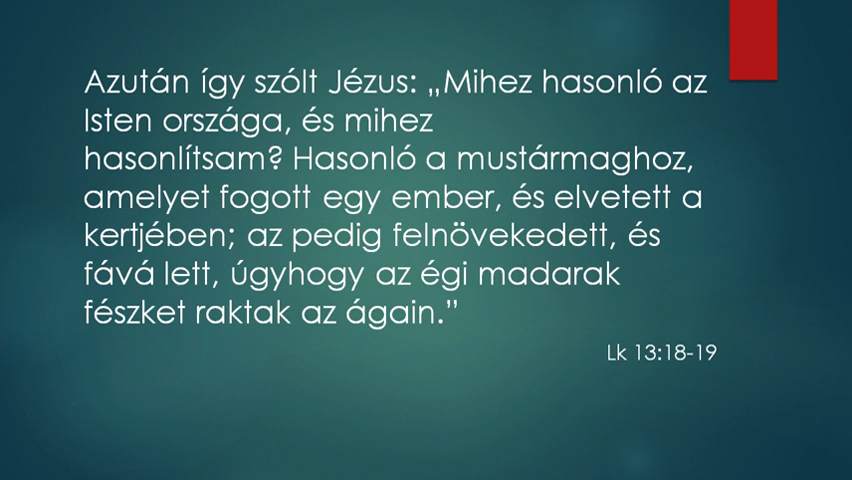 Azután így szólt Jézus: „Mihez hasonló az
Isten országa, és mihez
hasonlítsam? Hasonló a mustármaghoz,
amelyet fogott egy ember, és elvetett a
kertjében; az pedig felnövekedett, és
fává lett, úgyhogy az égi madarak
fészket raktak az ágain.”
Lk 13:18-19